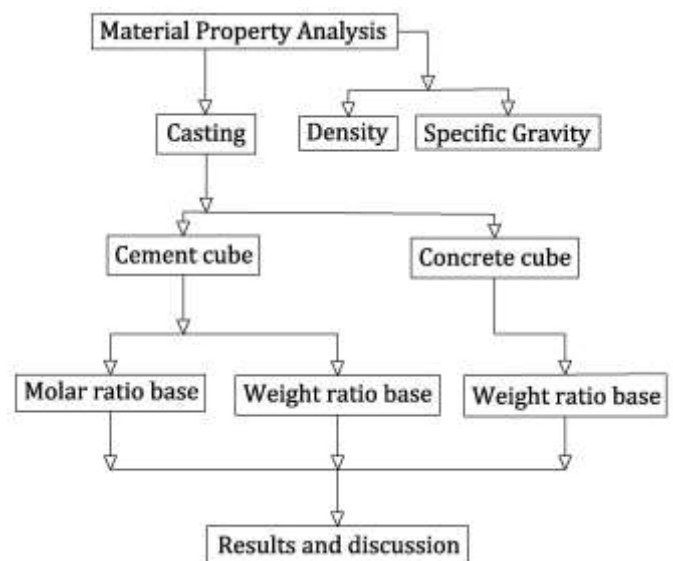 Material Property Analysis
Casting
Density
Specific Gravity
Cement cube
Concrete cube
Molar ratio base
Weight ratio base
Weight ratio base
Results and discussion